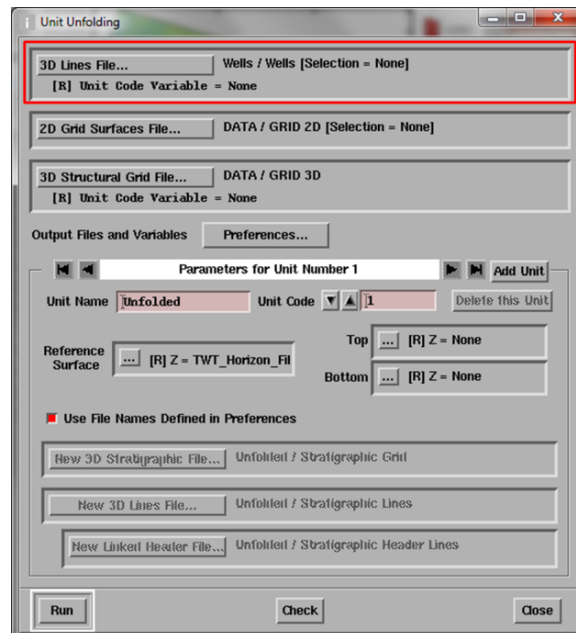 Unit Unfolding
3D Lines File... Wells / Wells [Selection = None]
[R] Unit Code Variable = None
2D Grid Surfaces File... DATA / GRID 2D [Selection = None]
3D Structural Grid File... DATA / GRID 3D
[R] Unit Code Variable = None
Output Files and Variables Preferences...
Parameters for Unit Number 1 Add Unit
Unit Name Unfolded Unit Code 1 Delete this Unit
Reference Surface ... [R] Z = TWT_Horizon_Fil
Top ... [R] Z = None
Bottom ... [R] Z = None
Use File Names Defined in Preferences
New 3D Stratigraphic File... Unfolded / Stratigraphic Grid
New 3D Lines File... Unfolded / Stratigraphic Lines
New Linked Header File... Unfolded / Stratigraphic Header Lines
Run Check Close